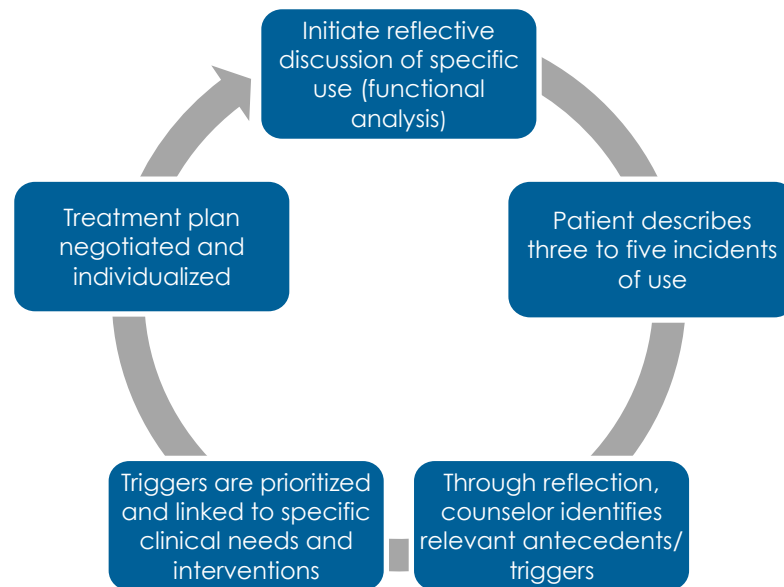 Initiate reflective
discussion of specific
use (functional
analysis)
Patient describes
three to five incidents
of use
Through reflection,
counselor identifies
relevant antecedents/
triggers
Triggers are prioritized
and linked to specific
clinical needs and
interventions
Treatment plan
negotiated and
individualized